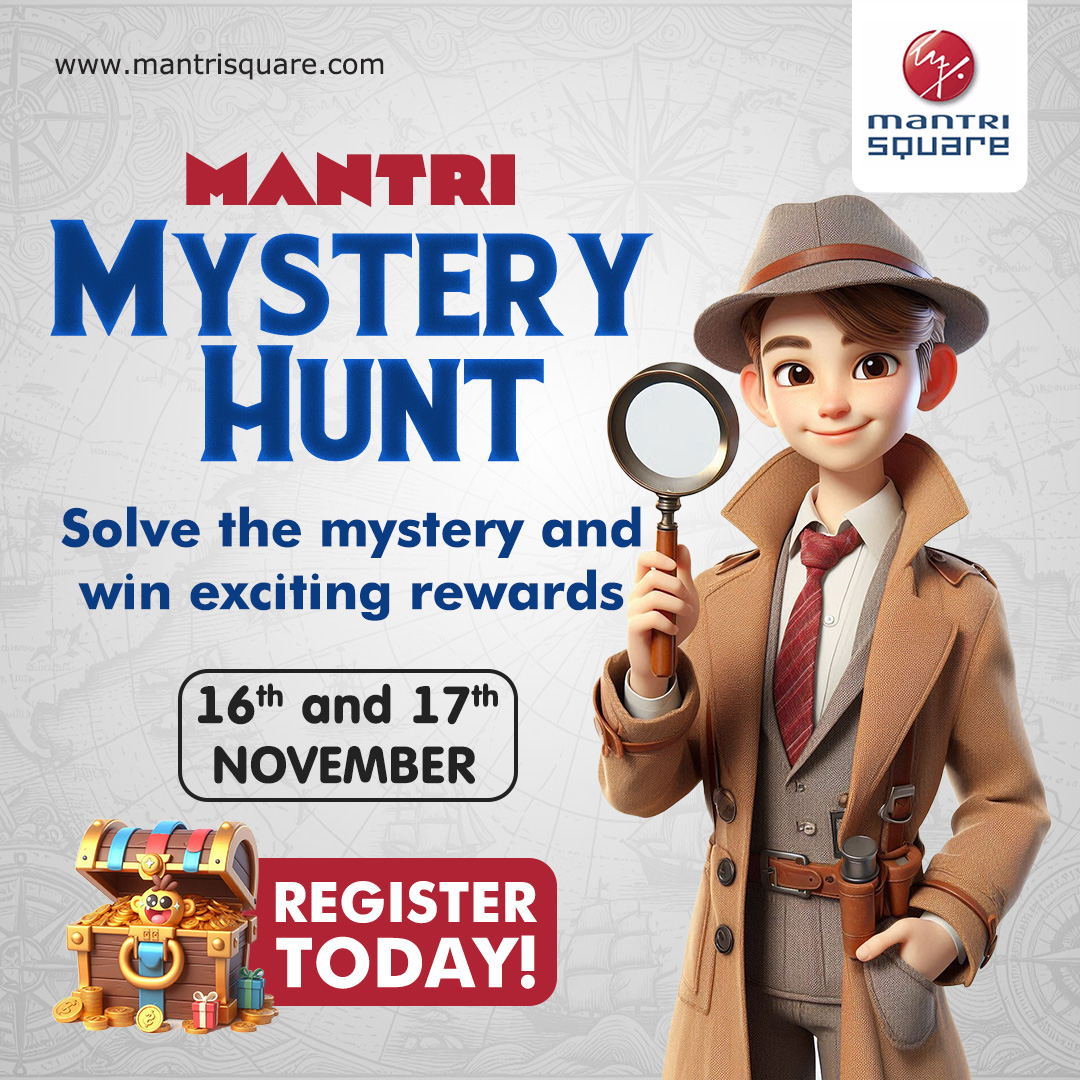 www.mantrisquare.com
mantri
square
MANTRI
MYSTERY
HUNT
Solve the mystery and
win exciting rewards
16th and 17th
NOVEMBER
REGISTER
TODAY!